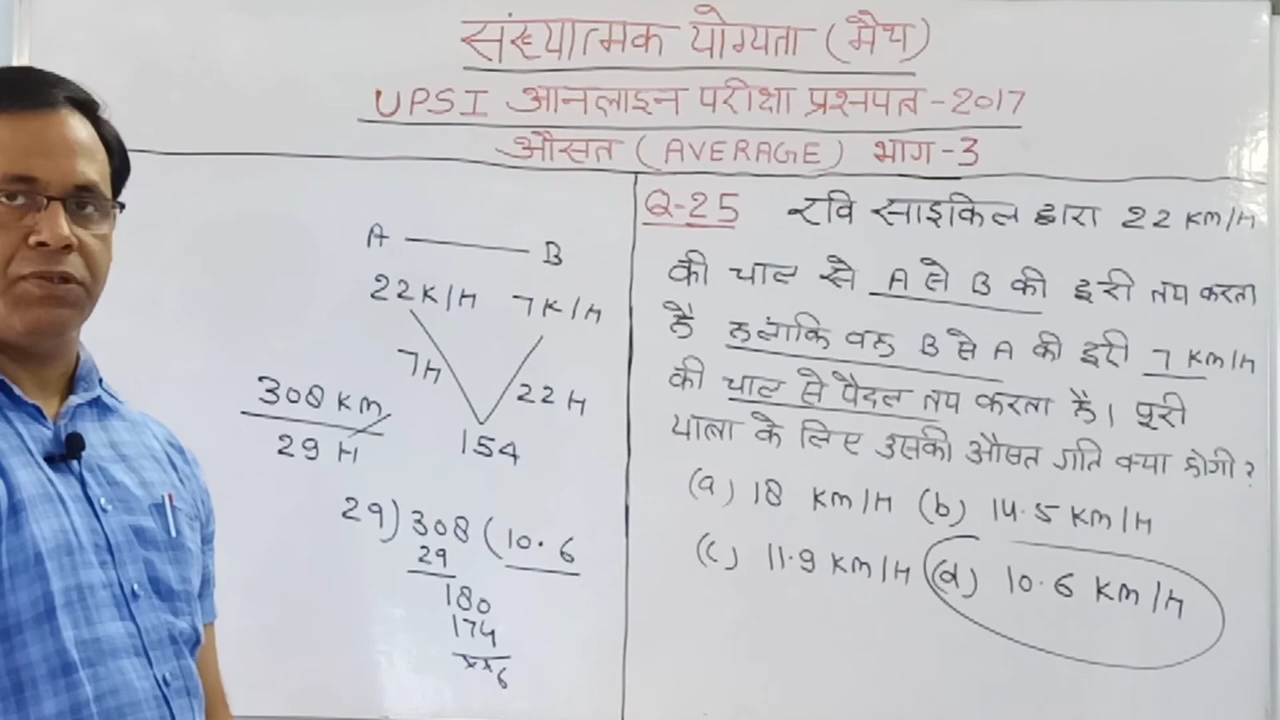 संख्यात्मक योग्यता (मैथ)
UPSI आनलाइन परीक्षा प्रश्नपत्र - 2017
औसत (AVERAGE) भाग-3
A — B
22K/H 7K/H
7H 22H
154
308 KM
29 H
29) 308 (10.6
29
180
174
××6
Q-25 रवि साइकिल द्वारा 22 KM/H
की चाल से A से B की दूरी तय करता
है हलांकि वह B से A की दूरी 7 KM/H
की चाल से पैदल तय करता है। पूरी
यात्रा के लिए उसकी औसत गति क्या होगी?
(a) 18 KM/H (b) 14.5 KM/H
(c) 11.9 KM/H (d) 10.6 KM/H